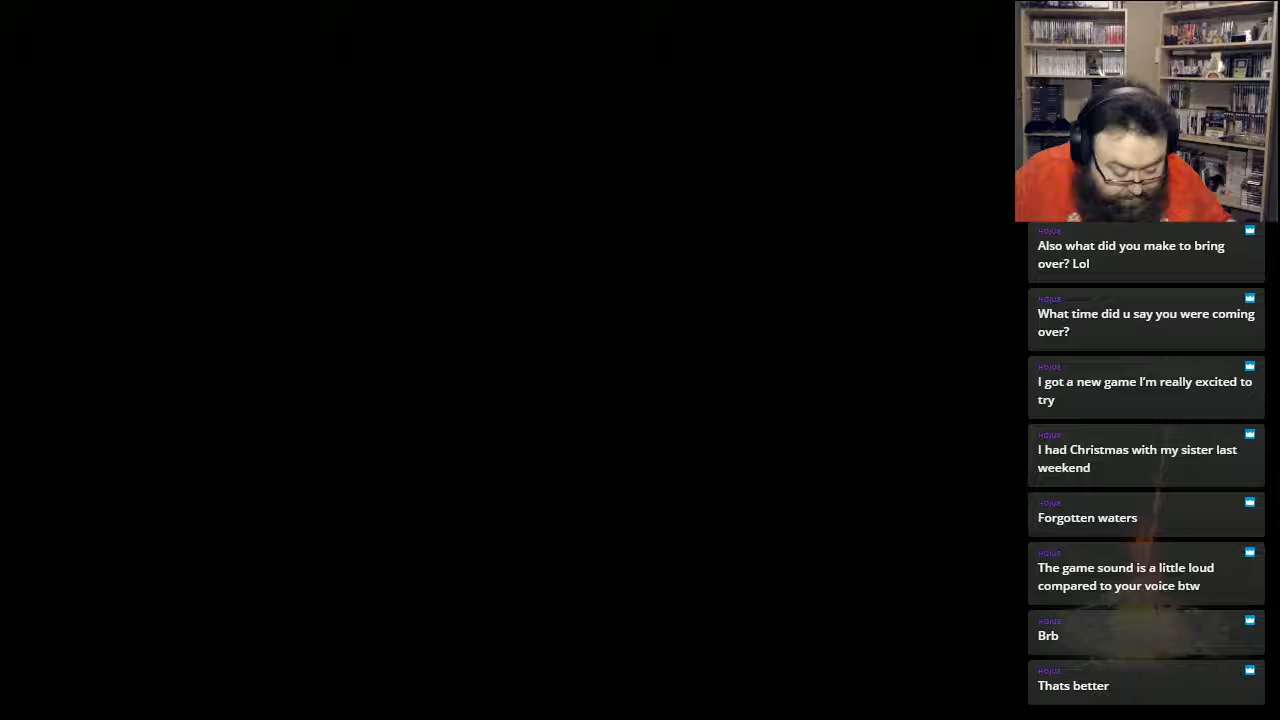 Also what did you make to bring
over? Lol
What time did u say you were coming
over?
I got a new game I'm really excited to
try
I had Christmas with my sister last
weekend
Forgotten waters
The game sound is a little loud
compared to your voice btw
Brb
Thats better